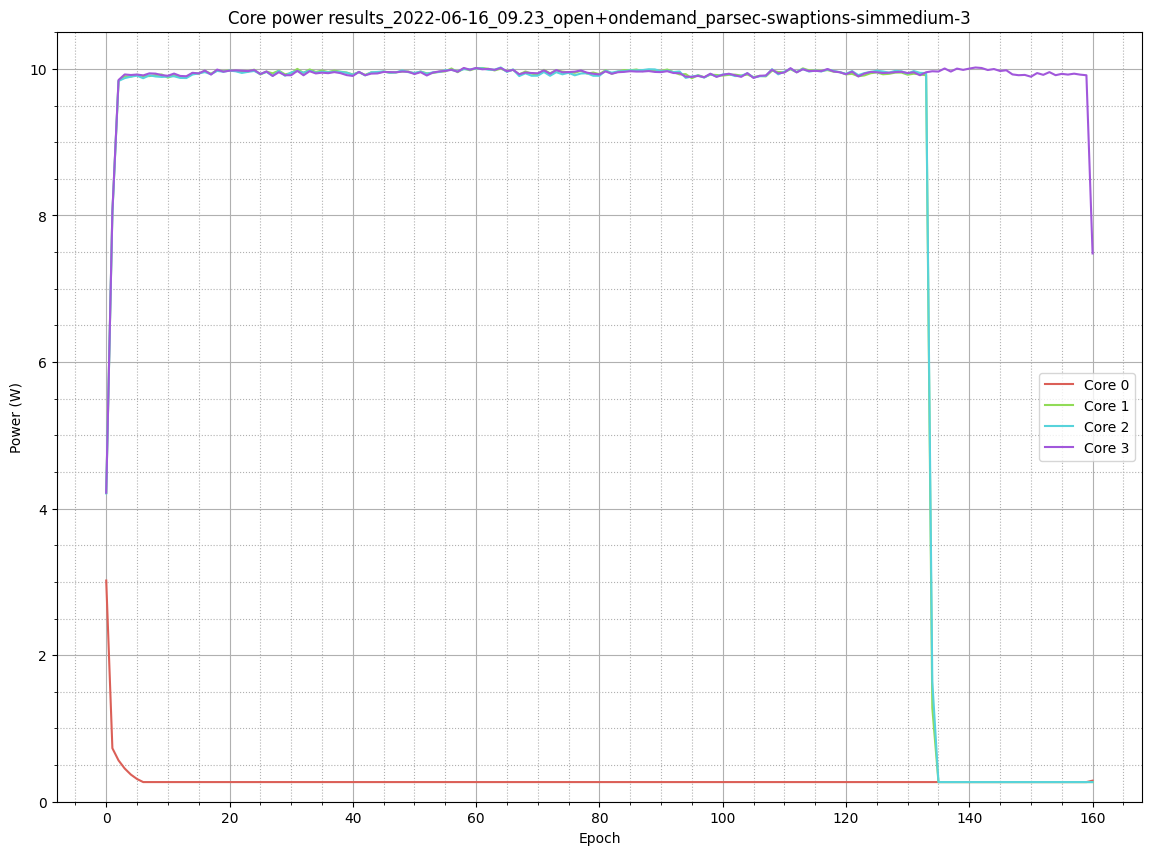 Core power results_2022-06-16_09.23_open+ondemand_parsec-swaptions-simmedium-3
10
8
6
4
2
0
Power (W)
Core 0
Core 1
Core 2
Core 3
0 20 40 60 80 100 120 140 160
Epoch